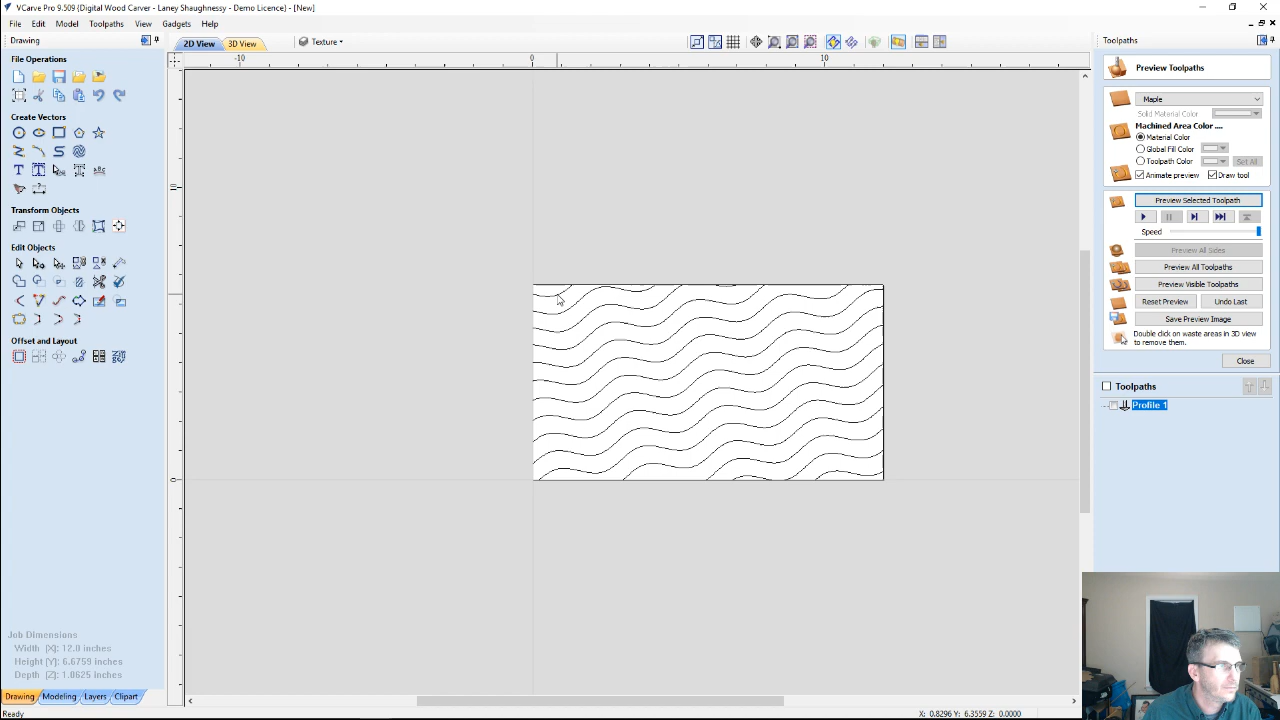 VCarve Pro 9.509 {Digital Wood Carver - Laney Shaughnessy - Demo Licence} - [New]
File Edit Model Toolpaths View Gadgets Help
Drawing
2D View 3D View Texture
Toolpaths
File Operations
Create Vectors
Transform Objects
Edit Objects
Offset and Layout
-10 0 10
0
Preview Toolpaths
Maple
Solid Material Color
Machined Area Color ....
Material Color
Global Fill Color
Toolpath Color Set All
Animate preview Draw tool
Preview Selected Toolpath
Speed
Preview All Sides
Preview All Toolpaths
Preview Visible Toolpaths
Reset Preview Undo Last
Save Preview Image
Double click on waste areas in 3D view
to remove them.
Close
Toolpaths
Profile 1
Job Dimensions
Width [X]: 12.0 inches
Height [Y]: 6.6759 inches
Depth [Z]: 1.0625 inches
Drawing Modeling Layers Clipart
Ready
X: 0.8296 Y: 6.3559 Z: 0.0000